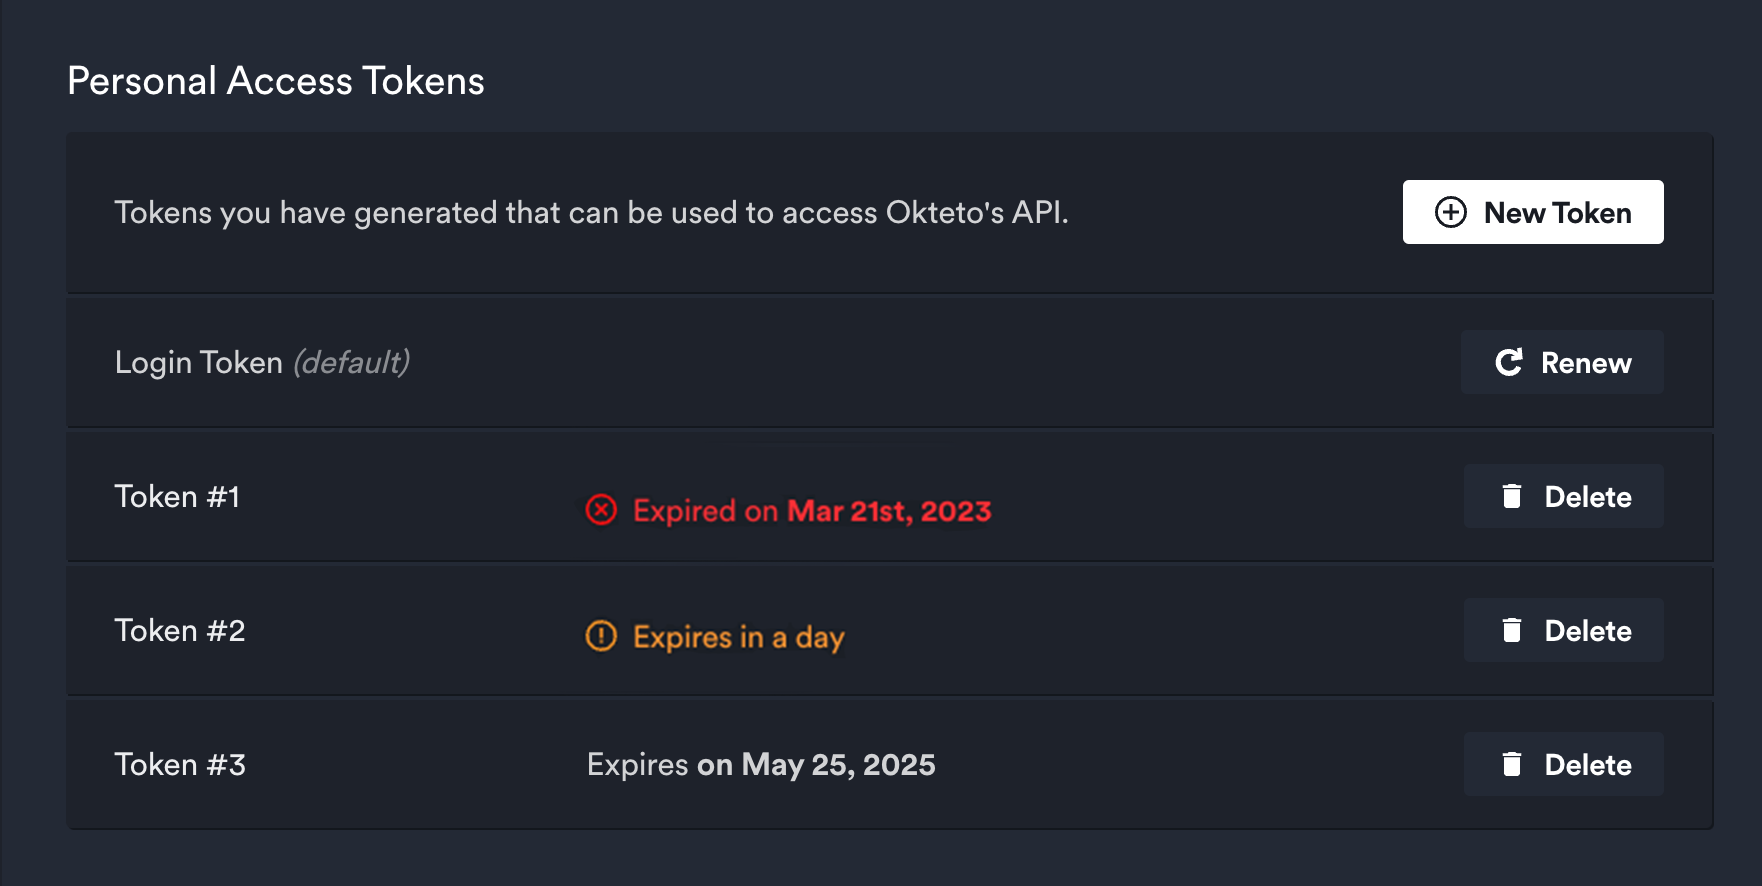 Personal Access Tokens
Tokens you have generated that can be used to access Okteto's API.
New Token
Login Token (default)
Renew
Token #1
Expired on Mar 21st, 2023
Delete
Token #2
Expires in a day
Delete
Token #3
Expires on May 25, 2025
Delete